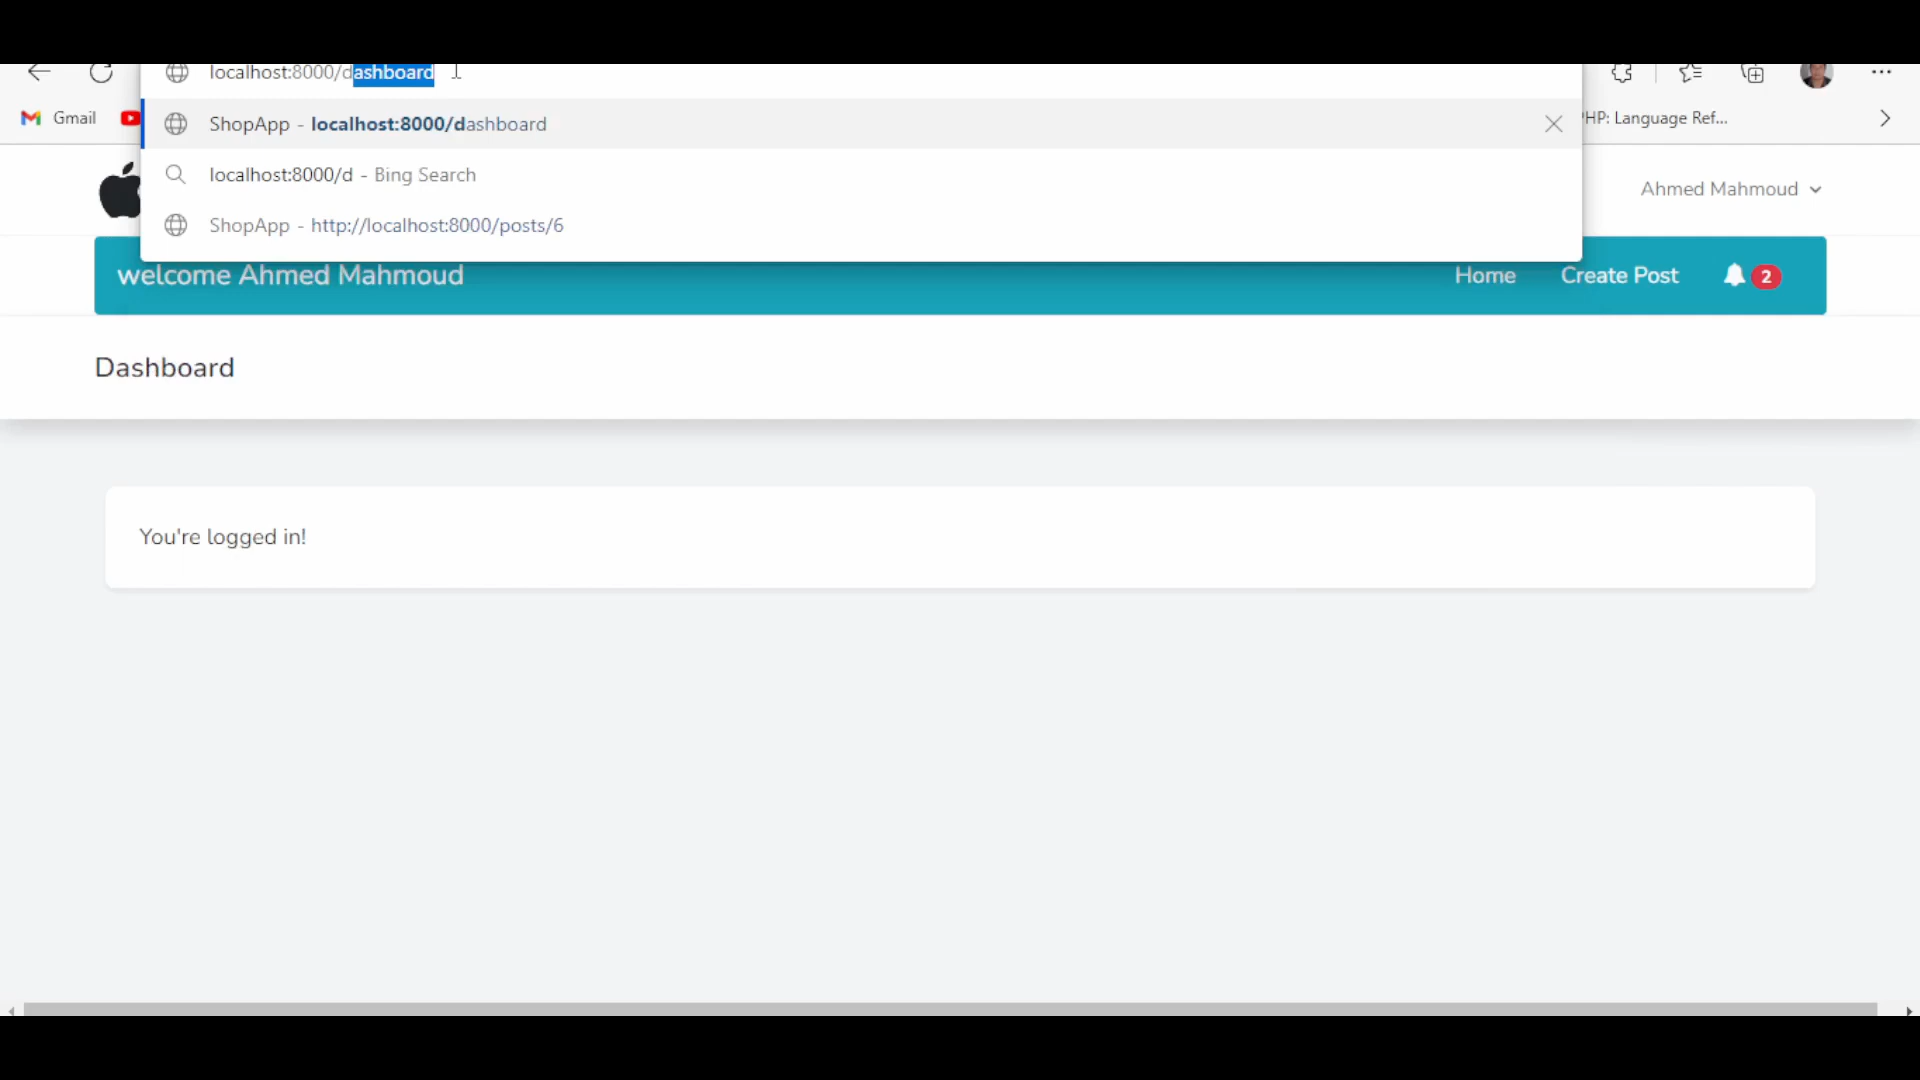 localhost:8000/dashboard
Gmail
ShopApp - localhost:8000/dashboard
HP: Language Ref...
localhost:8000/d - Bing Search
Ahmed Mahmoud
ShopApp - http://localhost:8000/posts/6
welcome Ahmed Mahmoud
Home
Create Post
2
Dashboard
You're logged in!